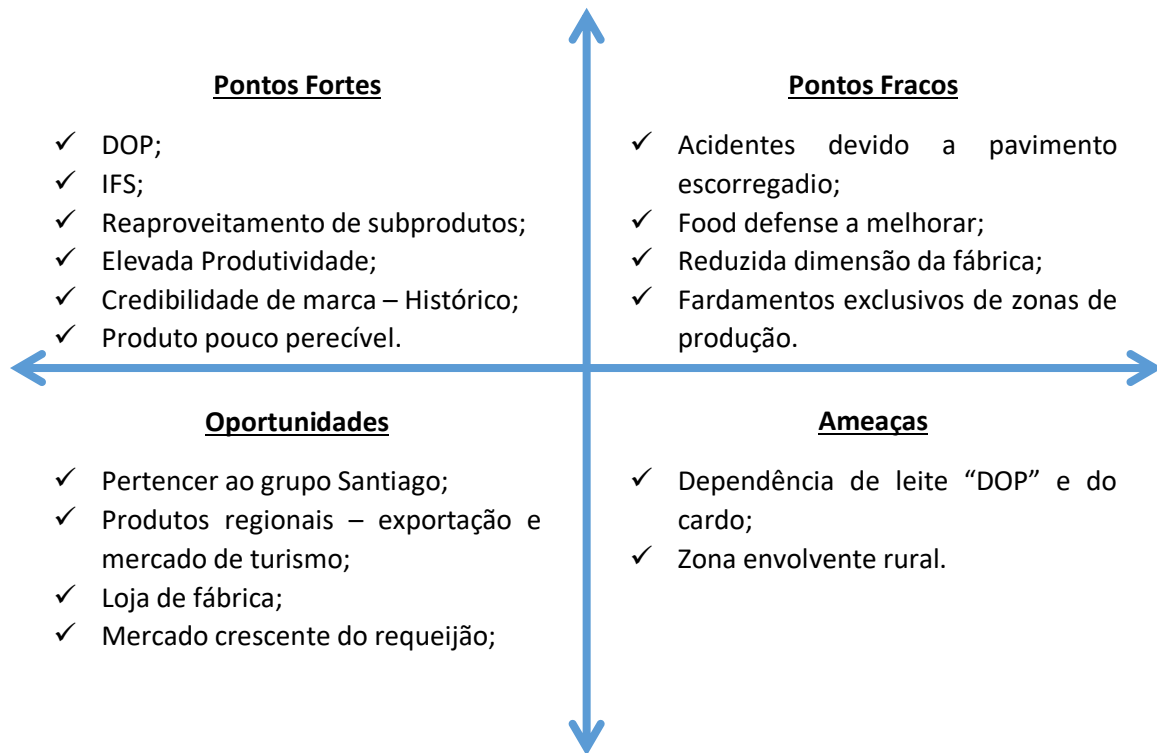 Pontos Fortes
✓ DOP;
✓ IFS;
✓ Reaproveitamento de subprodutos;
✓ Elevada Produtividade;
✓ Credibilidade de marca – Histórico;
✓ Produto pouco perecível.
Pontos Fracos
✓ Acidentes devido a pavimento
escorregadio;
✓ Food defense a melhorar;
✓ Reduzida dimensão da fábrica;
✓ Fardamentos exclusivos de zonas de
produção.
Oportunidades
✓ Pertencer ao grupo Santiago;
✓ Produtos regionais – exportação e
mercado de turismo;
✓ Loja de fábrica;
✓ Mercado crescente do requeijão;
Ameaças
✓ Dependência de leite “DOP” e do
cardo;
✓ Zona envolvente rural.